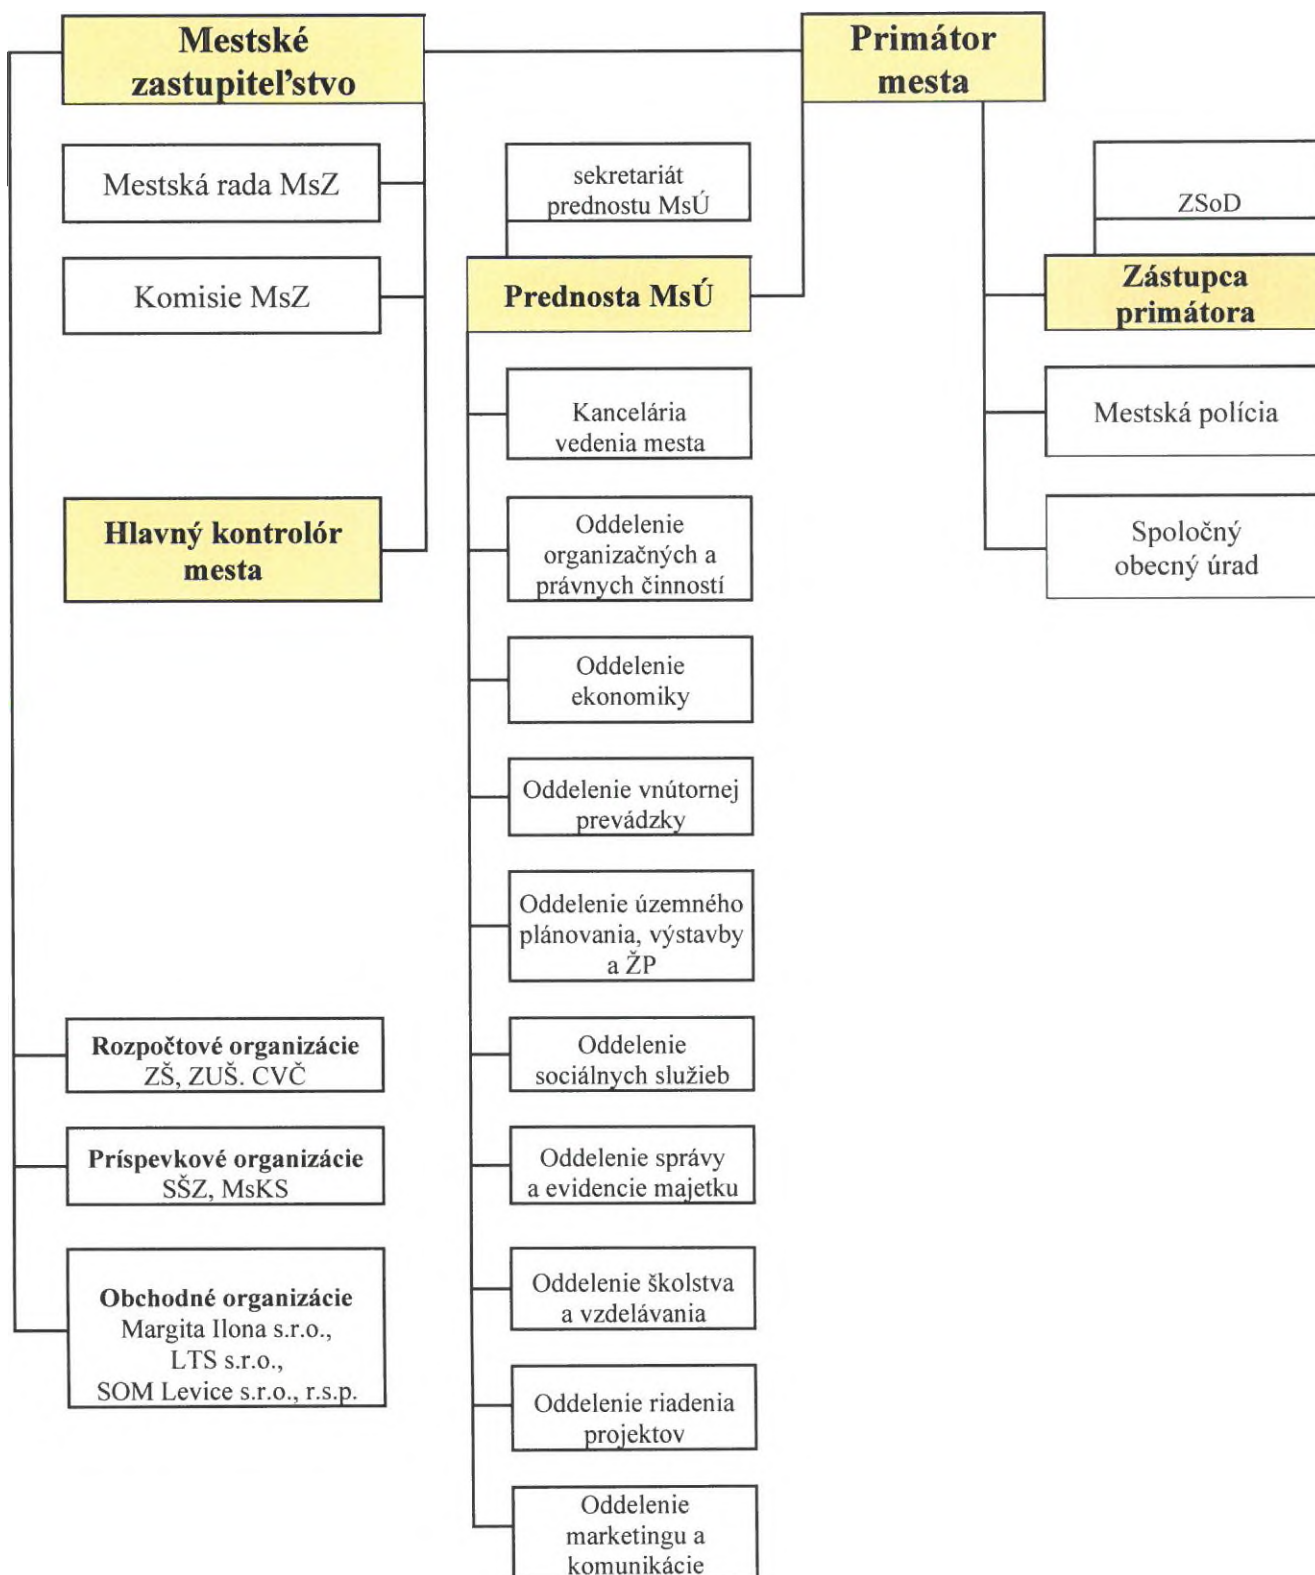 Mestské
zastupiteľstvo
Primátor
mesta
Mestská rada MsZ
Komisie MsZ
Hlavný kontrolór
mesta
Rozpočtové organizácie
ZŠ, ZUŠ. CVČ
Príspevkové organizácie
SŠZ, MsKS
Obchodné organizácie
Margita Ilona s.r.o.,
LTS s.r.o.,
SOM Levice s.r.o., r.s.p.
sekretariát
prednostu MsÚ
Prednosta MsÚ
Kancelária
vedenia mesta
Oddelenie
organizačných a
právnych činností
Oddelenie
ekonomiky
Oddelenie vnútornej
prevádzky
Oddelenie územného
plánovania, výstavby
a ŽP
Oddelenie
sociálnych služieb
Oddelenie správy
a evidencie majetku
Oddelenie školstva
a vzdelávania
Oddelenie riadenia
projektov
Oddelenie
marketingu a
komunikácie
ZSoD
Zástupca
primátora
Mestská polícia
Spoločný
obecný úrad